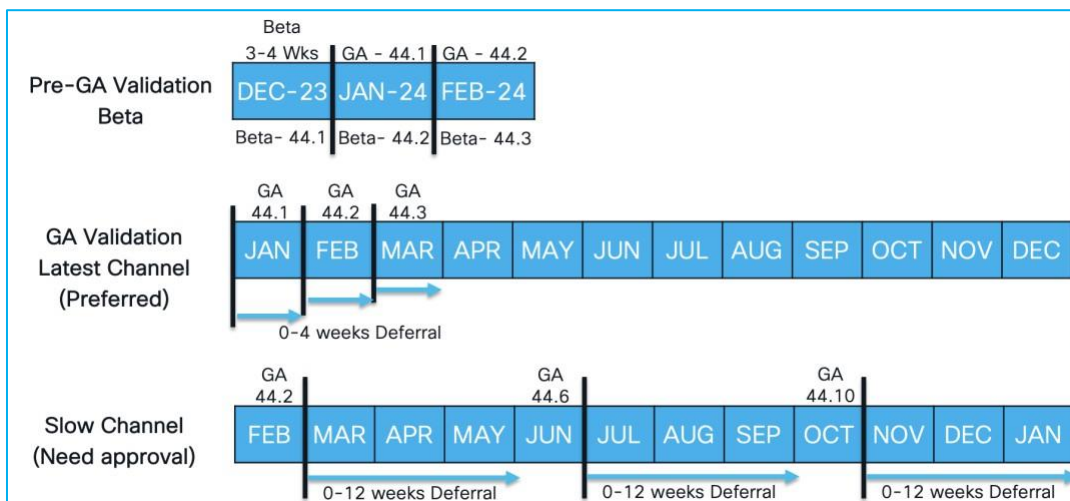 Beta
3-4 Wks
GA - 44.1
GA - 44.2
Pre-GA Validation
Beta
DEC-23
JAN-24
FEB-24
Beta- 44.1
Beta- 44.2
Beta- 44.3
GA
44.1
GA
44.2
GA
44.3
GA Validation
Latest Channel
(Preferred)
JAN
FEB
MAR
APR
MAY
JUN
JUL
AUG
SEP
OCT
NOV
DEC
0-4 weeks Deferral
GA
44.2
GA
44.6
GA
44.10
Slow Channel
(Need approval)
FEB
MAR
APR
MAY
JUN
JUL
AUG
SEP
OCT
NOV
DEC
JAN
0-12 weeks Deferral
0-12 weeks Deferral
0-12 weeks Deferral